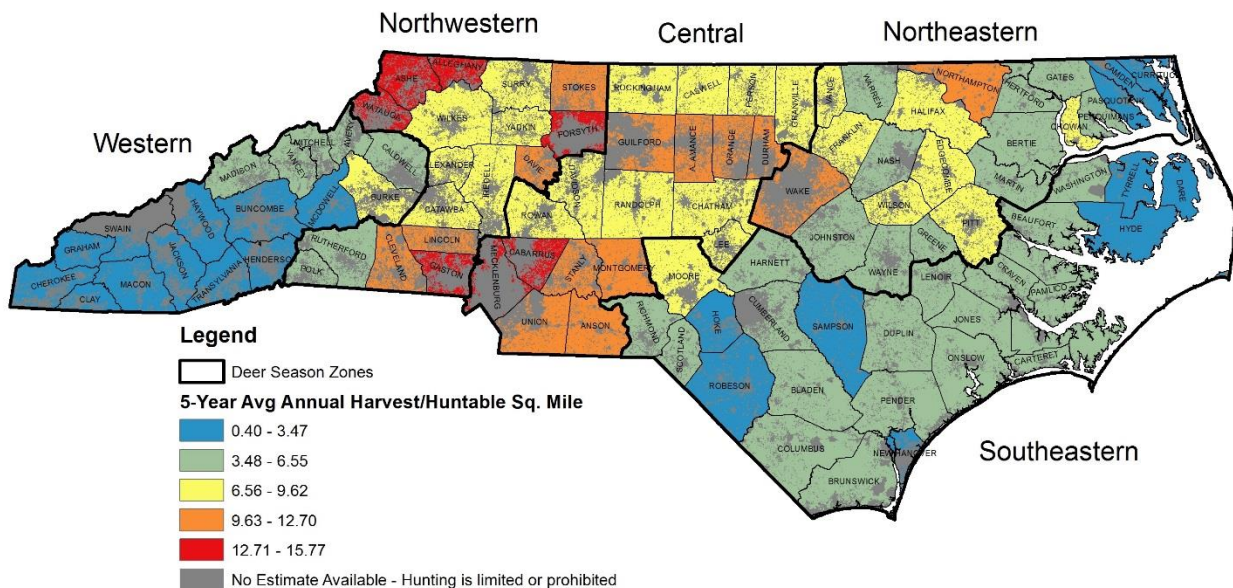 Northwestern
Central
Northeastern
Western
Southeastern
ASHE
ALLEGHANY
SURRY
STOKES
ROCKINGHAM
CASWELL
PERSON
GRANVILLE
VANCE
WARREN
NORTHAMPTON
HERTFORD
GATES
CAMDEN
CURRITUCK
PASQUOTANK
PERQUIMANS
CHOWAN
WATAUGA
WILKES
YADKIN
FORSYTH
GUILFORD
ALAMANCE
ORANGE
DURHAM
FRANKLIN
HALIFAX
BERTIE
MITCHELL
AVERY
CALDWELL
ALEXANDER
IREDELL
DAVIE
DAVIDSON
WAKE
NASH
EDGECOMBE
MARTIN
WASHINGTON
TYRRELL
DARE
MADISON
YANCEY
BURKE
CATAWBA
ROWAN
RANDOLPH
CHATHAM
WILSON
PITT
BEAUFORT
HYDE
SWAIN
HAYWOOD
BUNCOMBE
MCDOWELL
RUTHERFORD
CLEVELAND
LINCOLN
GASTON
MECKLENBURG
CABARRUS
STANLY
MONTGOMERY
MOORE
LEE
HARNETT
JOHNSTON
WAYNE
GREENE
LENOIR
CRAVEN
PAMLICO
GRAHAM
JACKSON
HENDERSON
TRANSYLVANIA
POLK
CHEROKEE
CLAY
MACON
UNION
ANSON
RICHMOND
SCOTLAND
HOKE
CUMBERLAND
SAMPSON
DUPLIN
JONES
CARTERET
ONSLOW
ROBESON
BLADEN
PENDER
COLUMBUS
NEW HANOVER
BRUNSWICK
Legend
Deer Season Zones
5-Year Avg Annual Harvest/Huntable Sq. Mile
0.40 - 3.47
3.48 - 6.55
6.56 - 9.62
9.63 - 12.70
12.71 - 15.77
No Estimate Available - Hunting is limited or prohibited